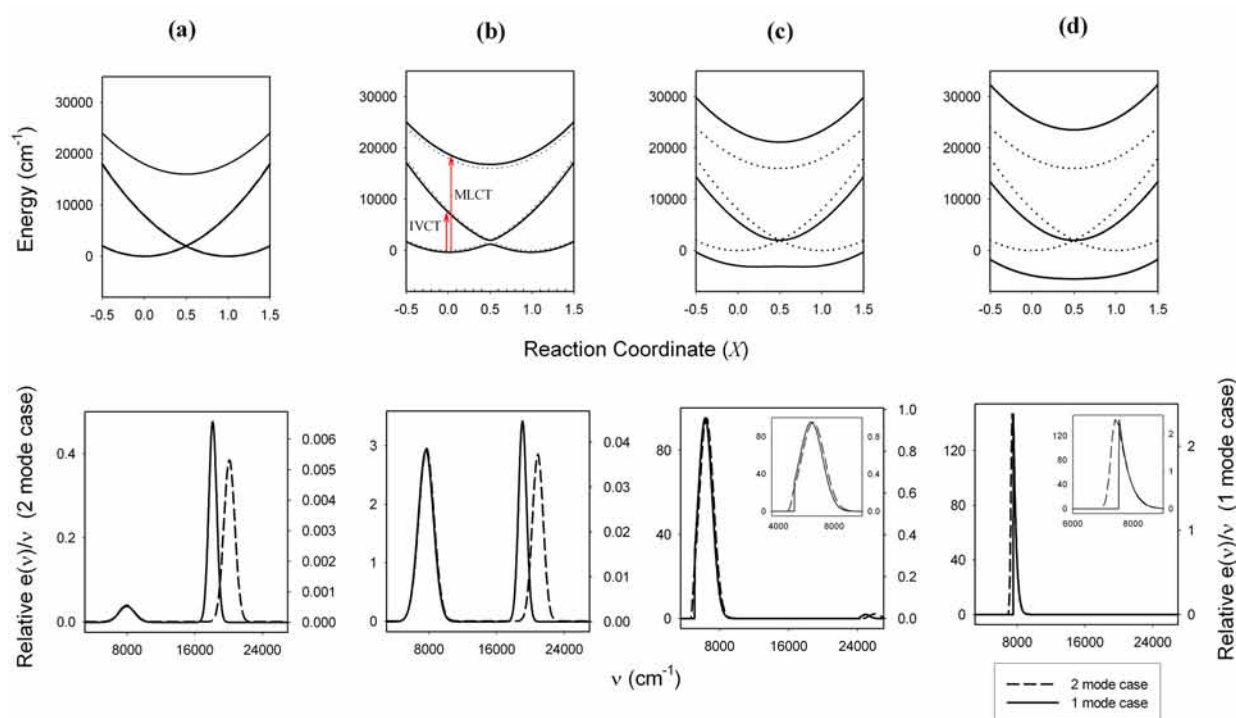 (a) (b) (c) (d)
30000 30000 30000 30000
20000 20000 20000 20000
10000 10000 10000 10000
0 0 0 0
MLCT
IVCT
Energy (cm-1)
-0.5 0.0 0.5 1.0 1.5 -0.5 0.0 0.5 1.0 1.5 -0.5 0.0 0.5 1.0 1.5 -0.5 0.0 0.5 1.0 1.5
Reaction Coordinate (X)
Relative e(ν)/ν (2 mode case)
0.4
0.2
0.0
0.006
0.005
0.004
0.003
0.002
0.001
0.000
8000 16000 24000
3
2
1
0
0.04
0.03
0.02
0.01
0.00
8000 16000 24000
80
60
40
20
0
1.0
0.8
0.6
0.4
0.2
0.0
80
40
0
0.8
0.4
0.0
4000 8000
8000 16000 24000
120
80
40
0
2
1
0
120
80
40
0
2
1
0
6000 8000
8000 16000 24000
Relative e(ν)/ν (1 mode case)
ν (cm-1)
2 mode case
1 mode case